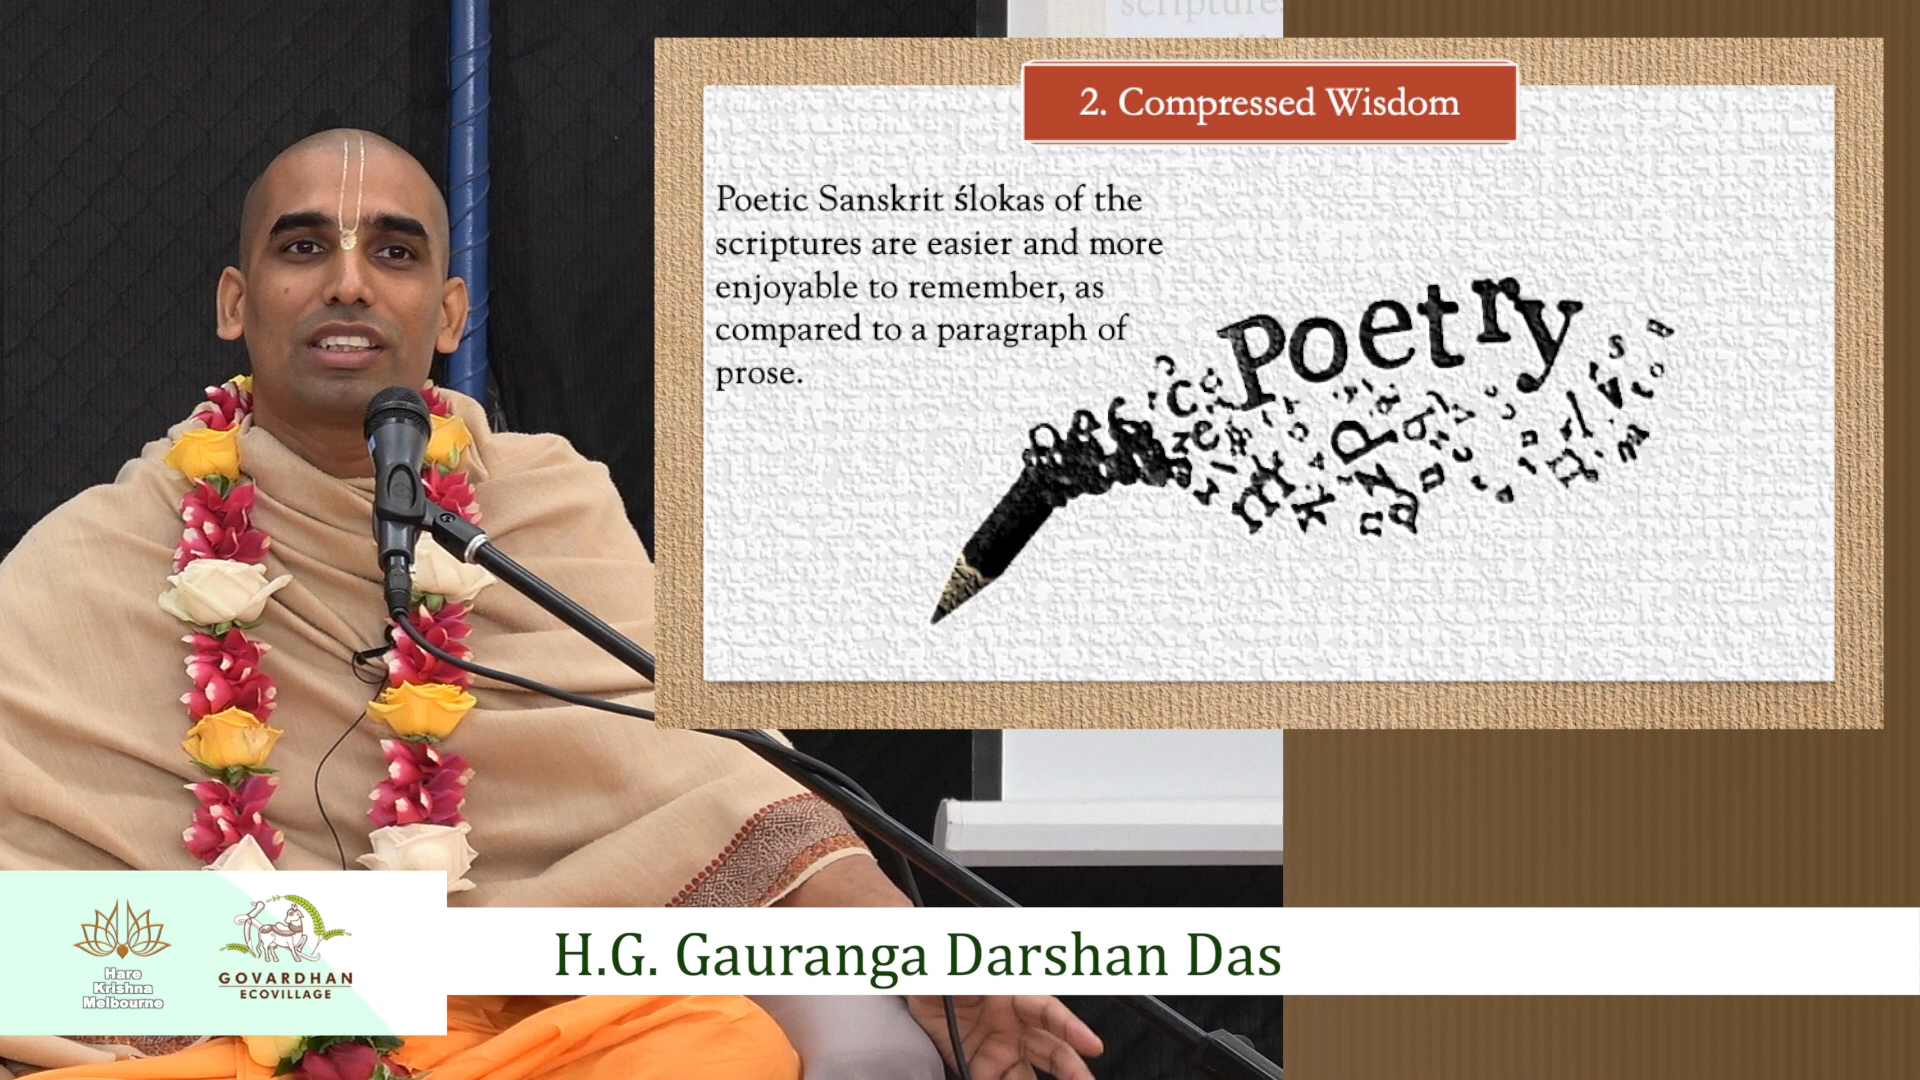 scriptures
2. Compressed Wisdom
Poetic Sanskrit ślokas of the
scriptures are easier and more
enjoyable to remember, as
compared to a paragraph of
prose.
Poetry
H.G. Gauranga Darshan Das
Hare
Krishna
Melbourne
GOVARDHAN
ECOVILLAGE